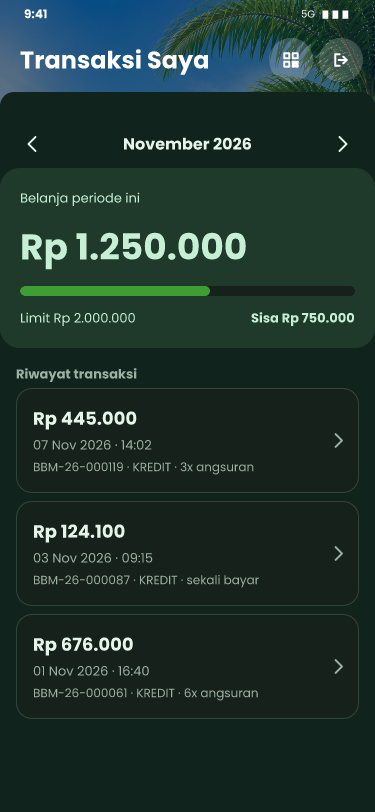 9:41
5G
Transaksi Saya
November 2026
Belanja periode ini
Rp 1.250.000
Limit Rp 2.000.000
Sisa Rp 750.000
Riwayat transaksi
Rp 445.000
07 Nov 2026 · 14:02
BBM-26-000119 · KREDIT · 3x angsuran
Rp 124.100
03 Nov 2026 · 09:15
BBM-26-000087 · KREDIT · sekali bayar
Rp 676.000
01 Nov 2026 · 16:40
BBM-26-000061 · KREDIT · 6x angsuran